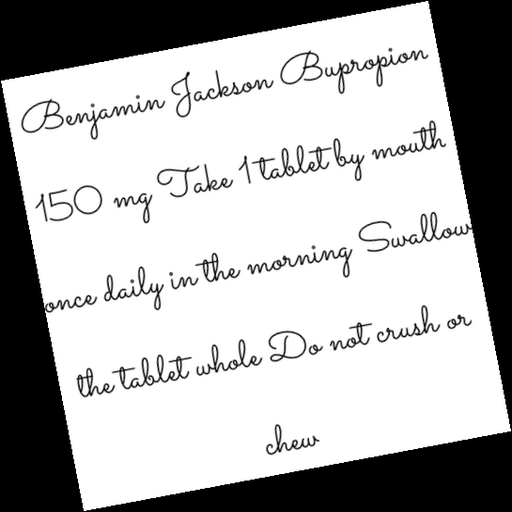 Benjamin Jackson Bupropion
150 mg Take 1 tablet by mouth
once daily in the morning Swallow
the tablet whole Do not crush or
chew